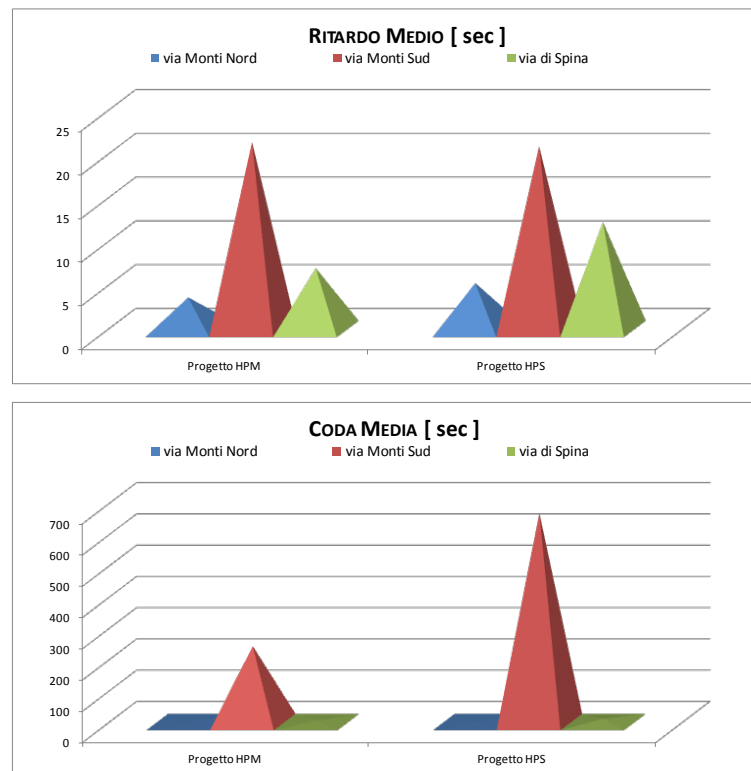 RITARDO MEDIO [ sec ]
via Monti Nord via Monti Sud via di Spina
25
20
15
10
5
0
Progetto HPM Progetto HPS
CODA MEDIA [ sec ]
via Monti Nord via Monti Sud via di Spina
700
600
500
400
300
200
100
0
Progetto HPM Progetto HPS